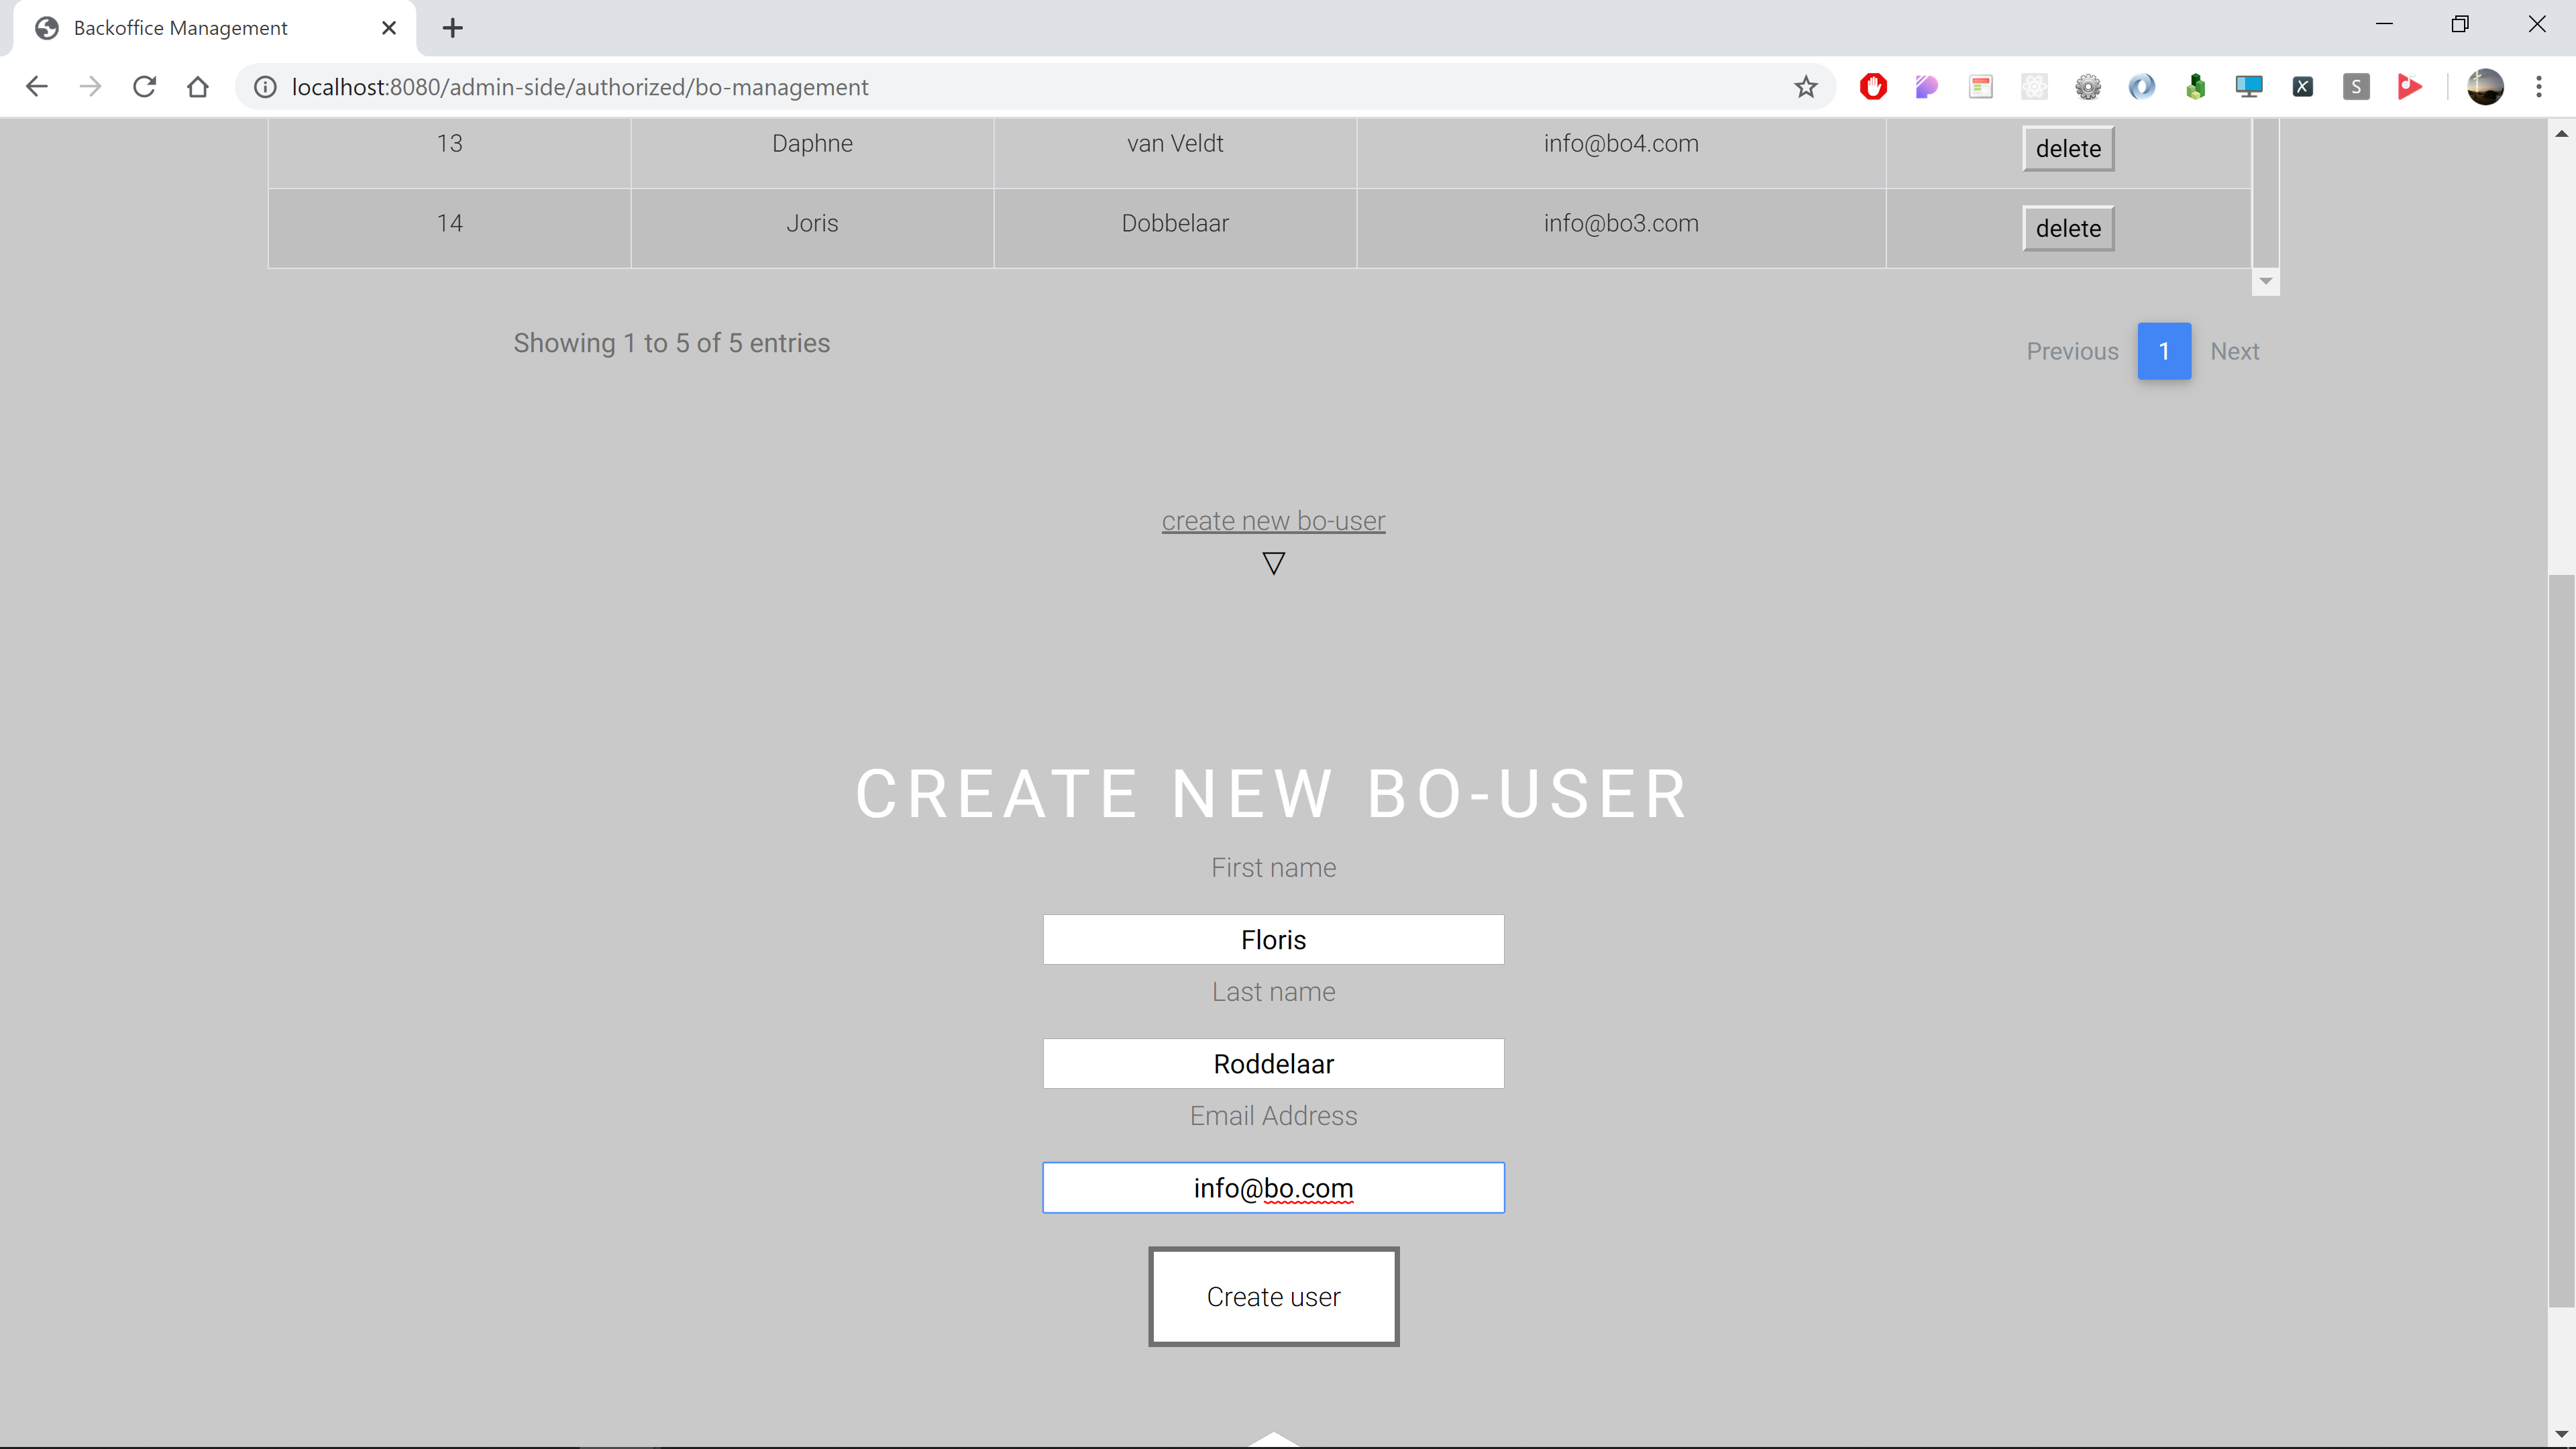 Backoffice Management
localhost:8080/admin-side/authorized/bo-management
13 Daphne van Veldt info@bo4.com delete
14 Joris Dobbelaar info@bo3.com delete
Showing 1 to 5 of 5 entries
Previous 1 Next
create new bo-user
CREATE NEW BO-USER
First name
Floris
Last name
Roddelaar
Email Address
info@bo.com
Create user